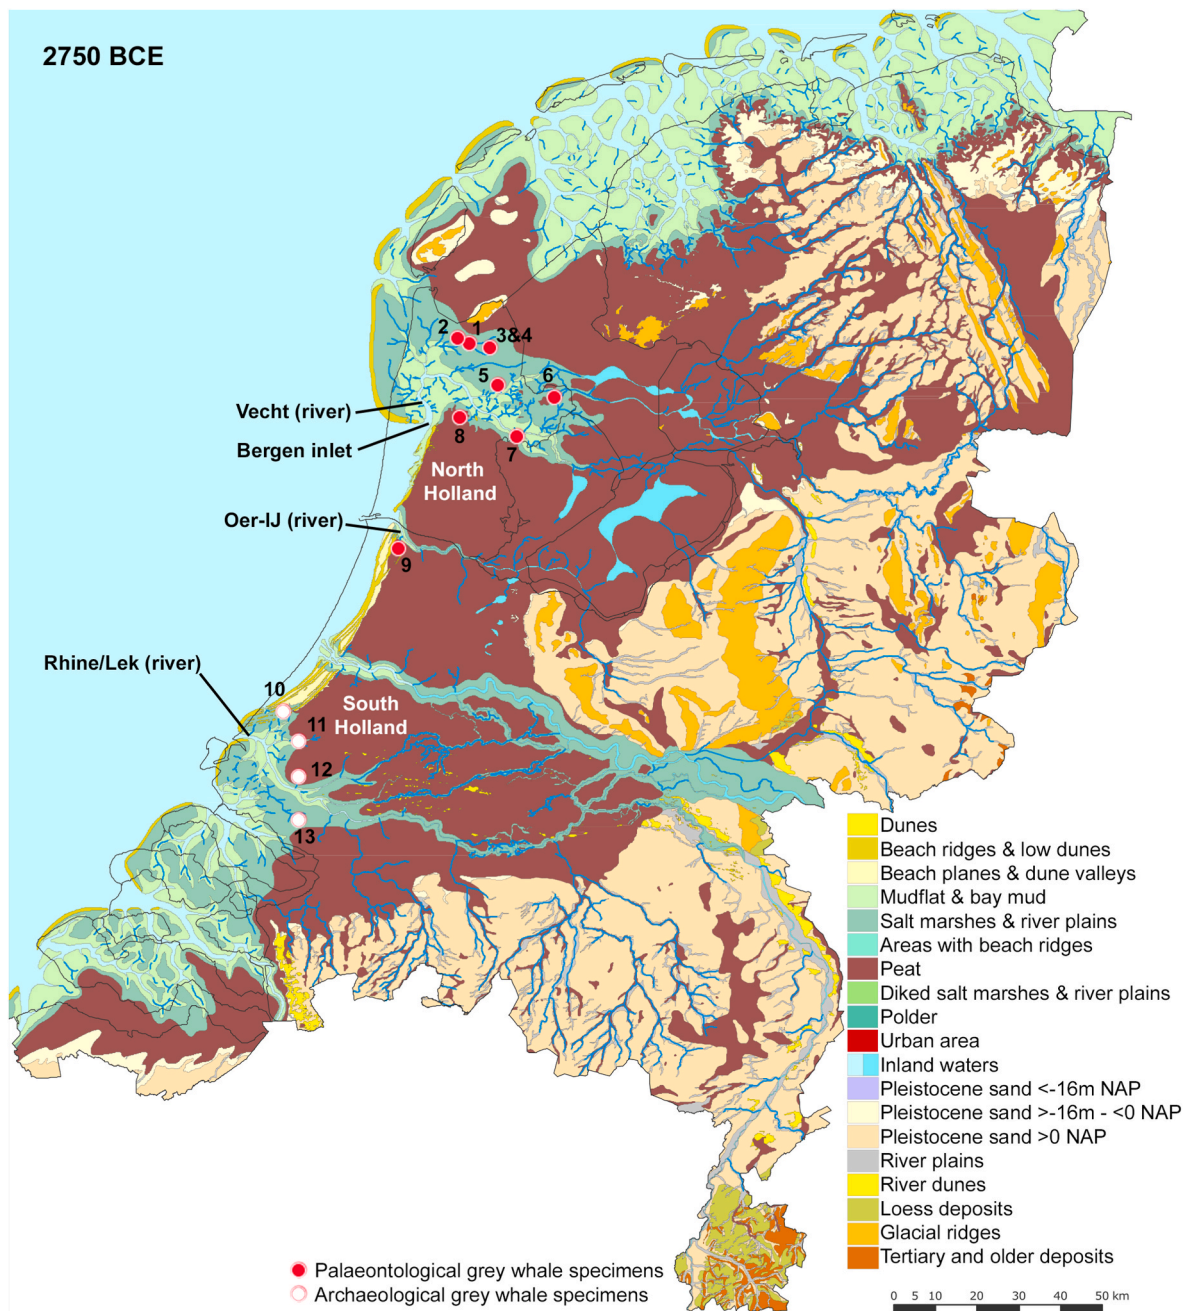 2750 BCE
2
1
3&4
5
6
Vecht (river)
8
Bergen inlet
7
North
Holland
Oer-IJ (river)
9
Rhine/Lek (river)
10
South
Holland
11
12
13
Dunes
Beach ridges & low dunes
Beach planes & dune valleys
Mudflat & bay mud
Salt marshes & river plains
Areas with beach ridges
Peat
Diked salt marshes & river plains
Polder
Urban area
Inland waters
Pleistocene sand <-16m NAP
Pleistocene sand >-16m - <0 NAP
Pleistocene sand >0 NAP
River plains
River dunes
Loess deposits
Glacial ridges
Tertiary and older deposits
Palaeontological grey whale specimens
Archaeological grey whale specimens
0 5 10 20 30 40 50 km